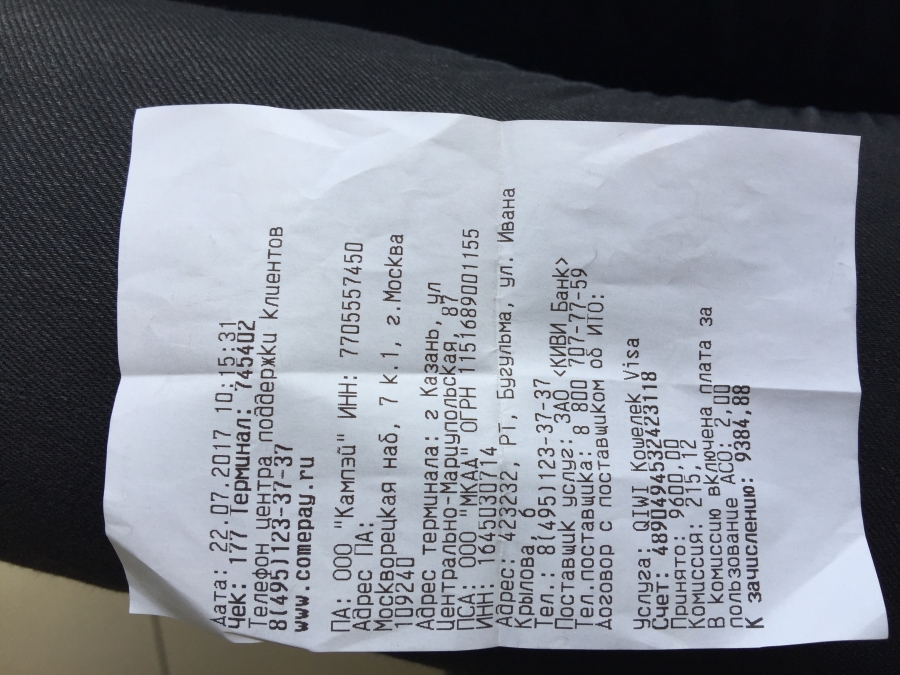 Дата: 22.07.2017 10:15:31
Чек: 177 Терминал: 745402
Телефон центра поддержки клиентов
8(495)123-37-37
www.comepay.ru
ПА: ООО "Кампэй" ИНН: 7705557450
Адрес ПА:
Москворецкая наб, 7 К.1, г.Москва
109240
Адрес терминала: г Казань, ул
Центрально-Мариупольская, 87
ПСА: ООО "МКАА" ОГРН 1151689001155
ИНН: 1645030714
Адрес: 423232, РТ, Бугульма, ул. Ивана
Крылова 6
Тел.: 8(495)123-37-37
Поставщик услуг: ЗАО <КИВИ Банк>
Тел.поставщика: 8 800 707-77-59
Дозовор с поставщиком об ИТО:
Услуга: QIWI Кошелек Visa
Счет: 4890494532423118
Принято: 9600,00
Комиссия: 215,12
В комиссию включена плата за
пользование АСО: 2,00
К зачислению: 9384,88